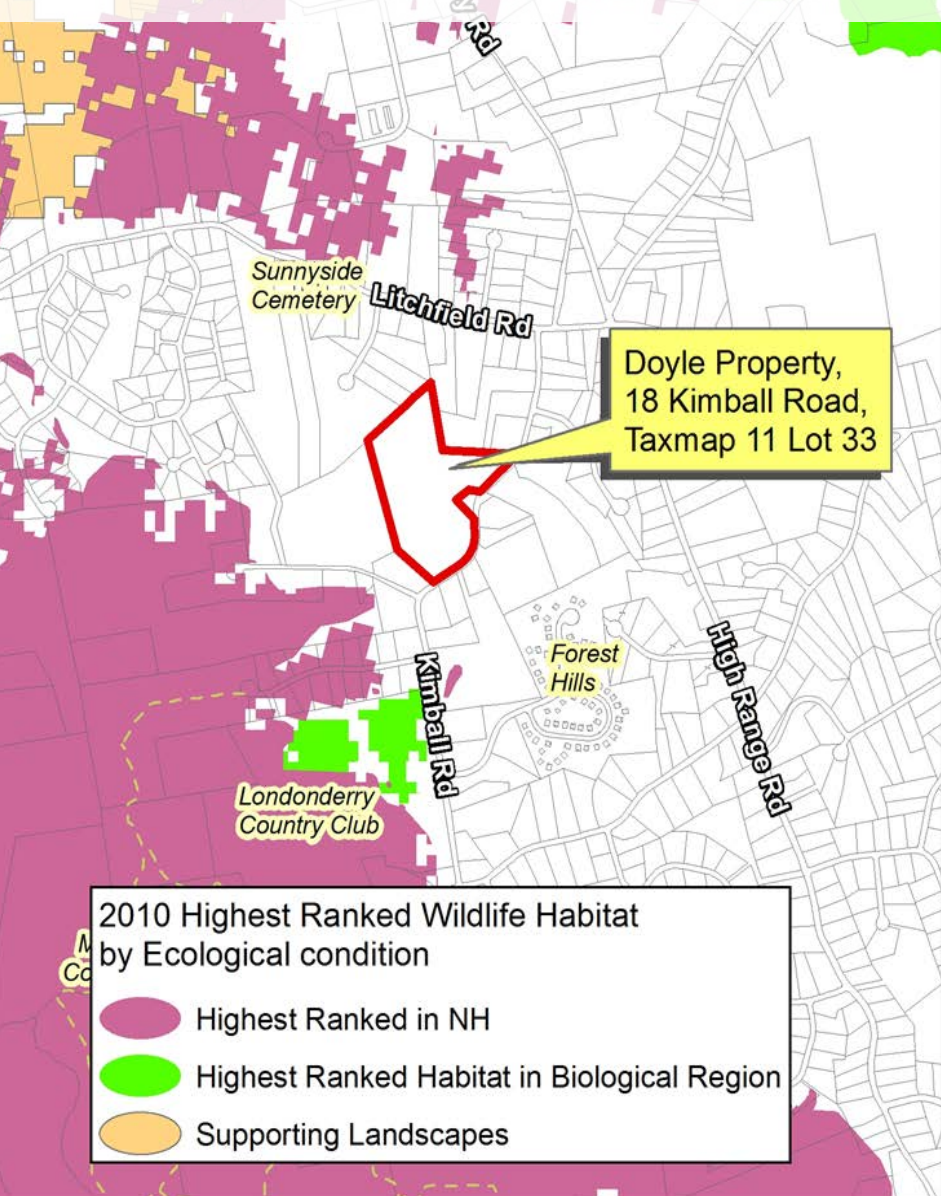 Rd
Sunnyside
Cemetery
Litchfield Rd
Doyle Property,
18 Kimball Road,
Taxmap 11 Lot 33
Forest
Hills
High Range Rd
Kimball Rd
Londonderry
Country Club
M
Co
2010 Highest Ranked Wildlife Habitat
by Ecological condition
Highest Ranked in NH
Highest Ranked Habitat in Biological Region
Supporting Landscapes